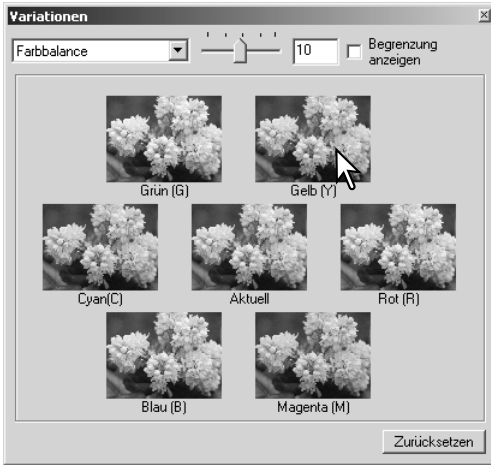 Variationen
Farbbalance
10
Begrenzung
anzeigen
Grün (G)
Gelb (Y)
Cyan(C)
Aktuell
Rot (R)
Blau (B)
Magenta (M)
Zurücksetzen